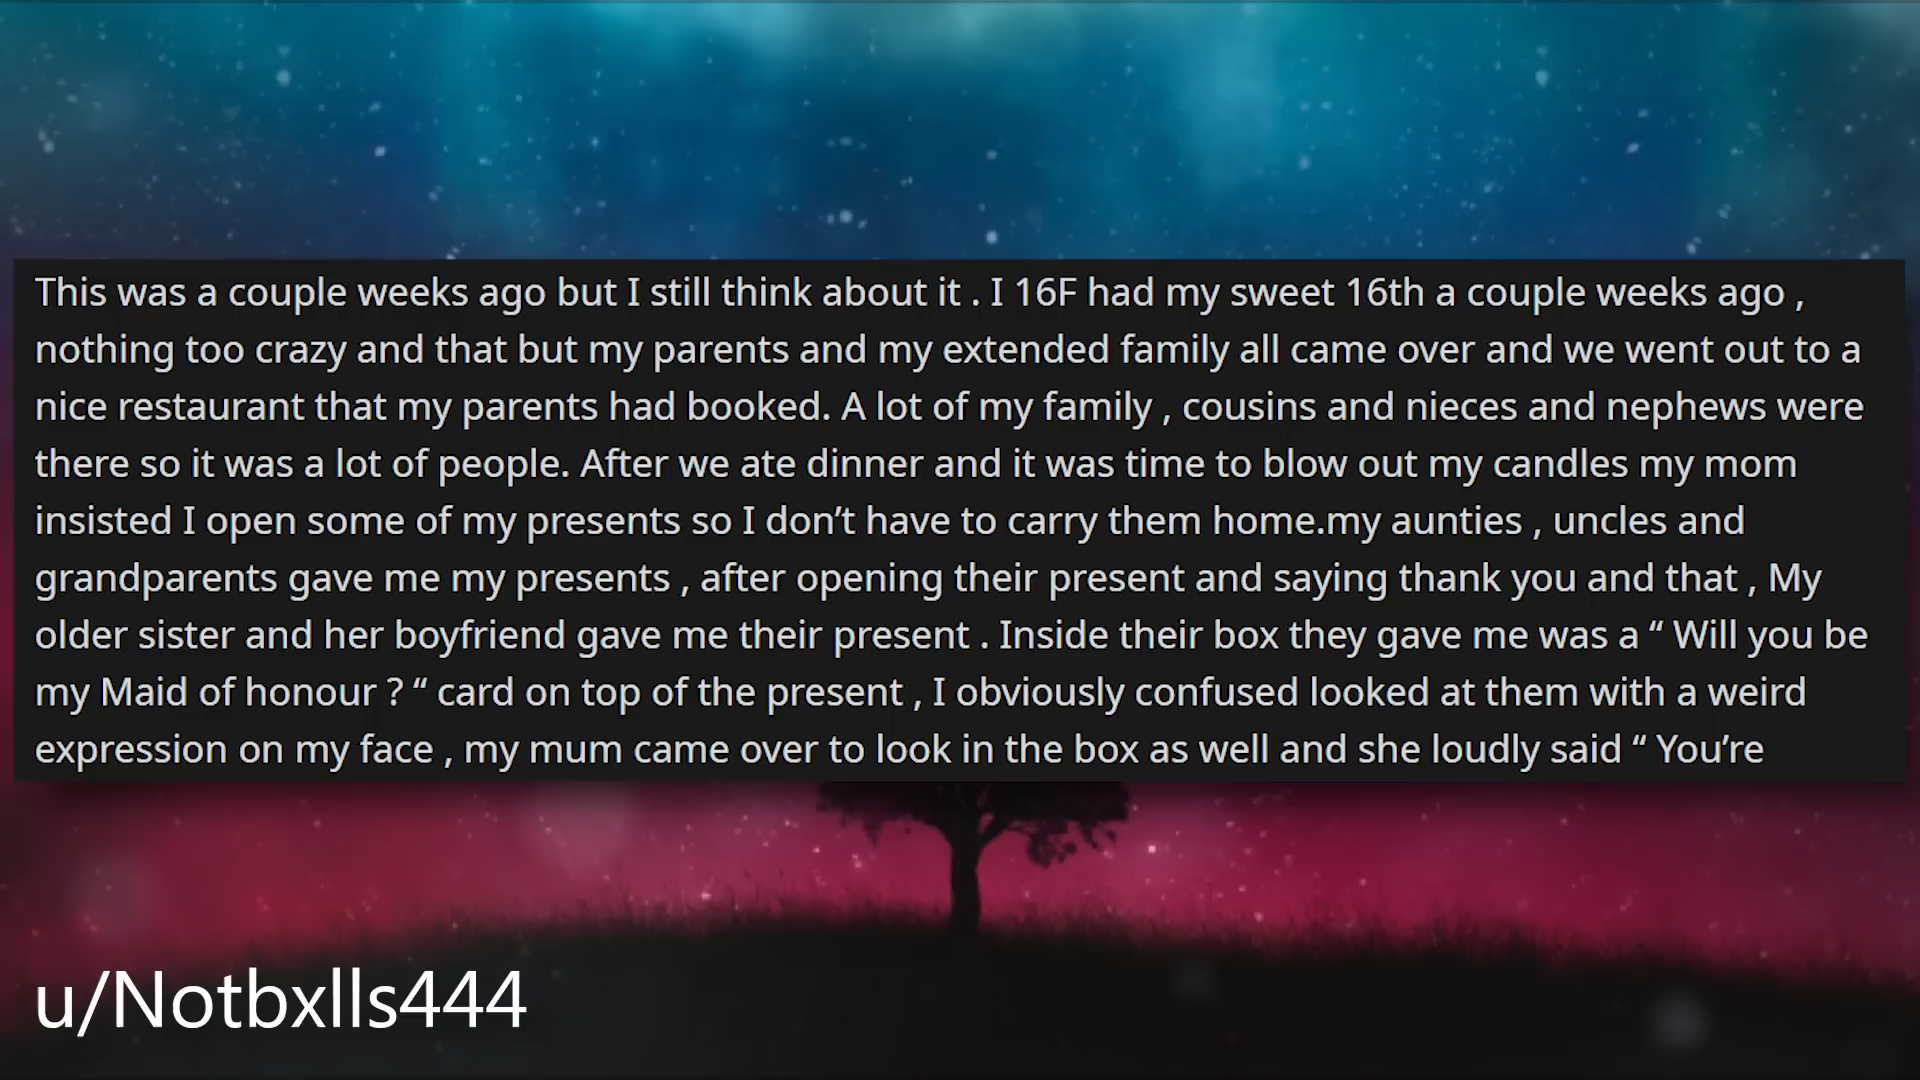 This was a couple weeks ago but I still think about it . I 16F had my sweet 16th a couple weeks ago ,
nothing too crazy and that but my parents and my extended family all came over and we went out to a
nice restaurant that my parents had booked. A lot of my family , cousins and nieces and nephews were
there so it was a lot of people. After we ate dinner and it was time to blow out my candles my mom
insisted I open some of my presents so I don’t have to carry them home.my aunties , uncles and
grandparents gave me my presents , after opening their present and saying thank you and that , My
older sister and her boyfriend gave me their present . Inside their box they gave me was a “ Will you be
my Maid of honour ? “ card on top of the present , I obviously confused looked at them with a weird
expression on my face , my mum came over to look in the box as well and she loudly said “ You’re
u/Notbxlls444